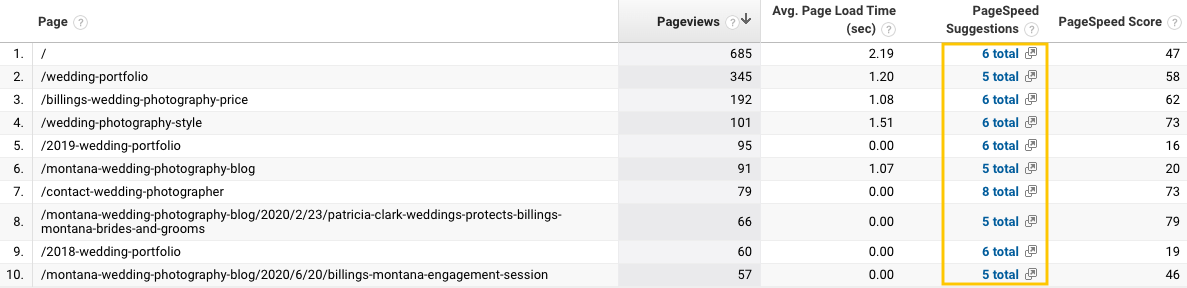 Page ? Pageviews ? Avg. Page Load Time (sec) ? PageSpeed Suggestions ? PageSpeed Score ?
1. / 685 2.19 6 total 47
2. /wedding-portfolio 345 1.20 5 total 58
3. /billings-wedding-photography-price 192 1.08 6 total 62
4. /wedding-photography-style 101 1.51 6 total 73
5. /2019-wedding-portfolio 95 0.00 6 total 16
6. /montana-wedding-photography-blog 91 1.07 5 total 20
7. /contact-wedding-photographer 79 0.00 8 total 73
8. /montana-wedding-photography-blog/2020/2/23/patricia-clark-weddings-protects-billings-
montana-brides-and-grooms 66 0.00 5 total 79
9. /2018-wedding-portfolio 60 0.00 6 total 19
10. /montana-wedding-photography-blog/2020/6/20/billings-montana-engagement-session 57 0.00 5 total 46